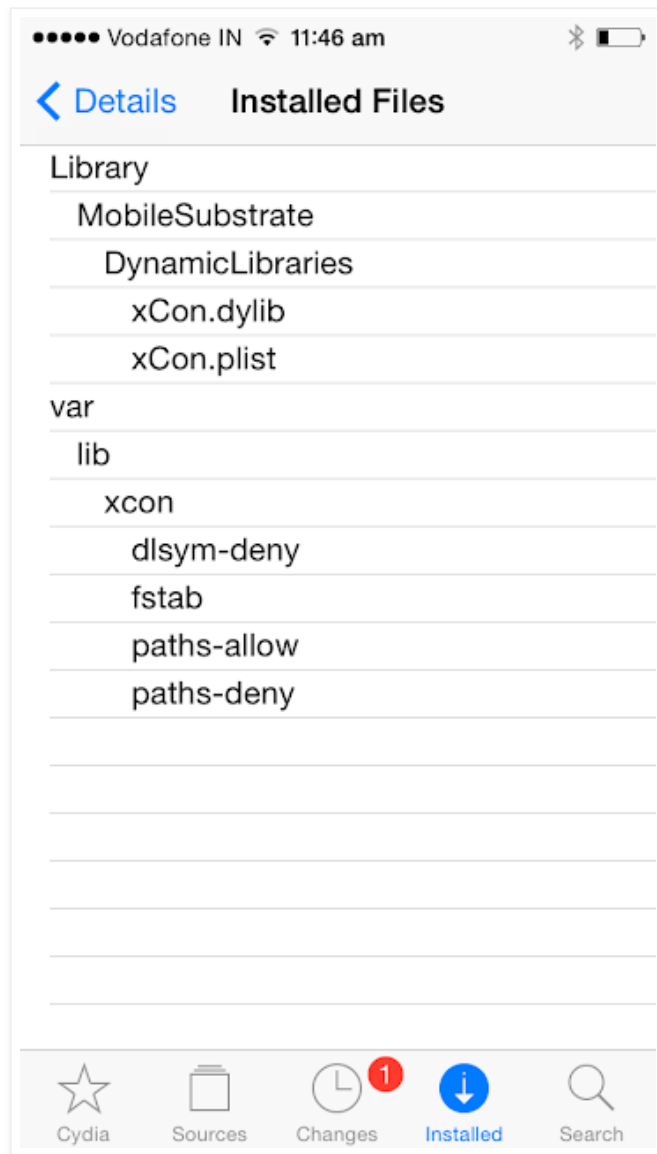 Vodafone IN 11:46 am
Details Installed Files
Library
MobileSubstrate
DynamicLibraries
xCon.dylib
xCon.plist
var
lib
xcon
dlsym-deny
fstab
paths-allow
paths-deny
1
Cydia Sources Changes Installed Search